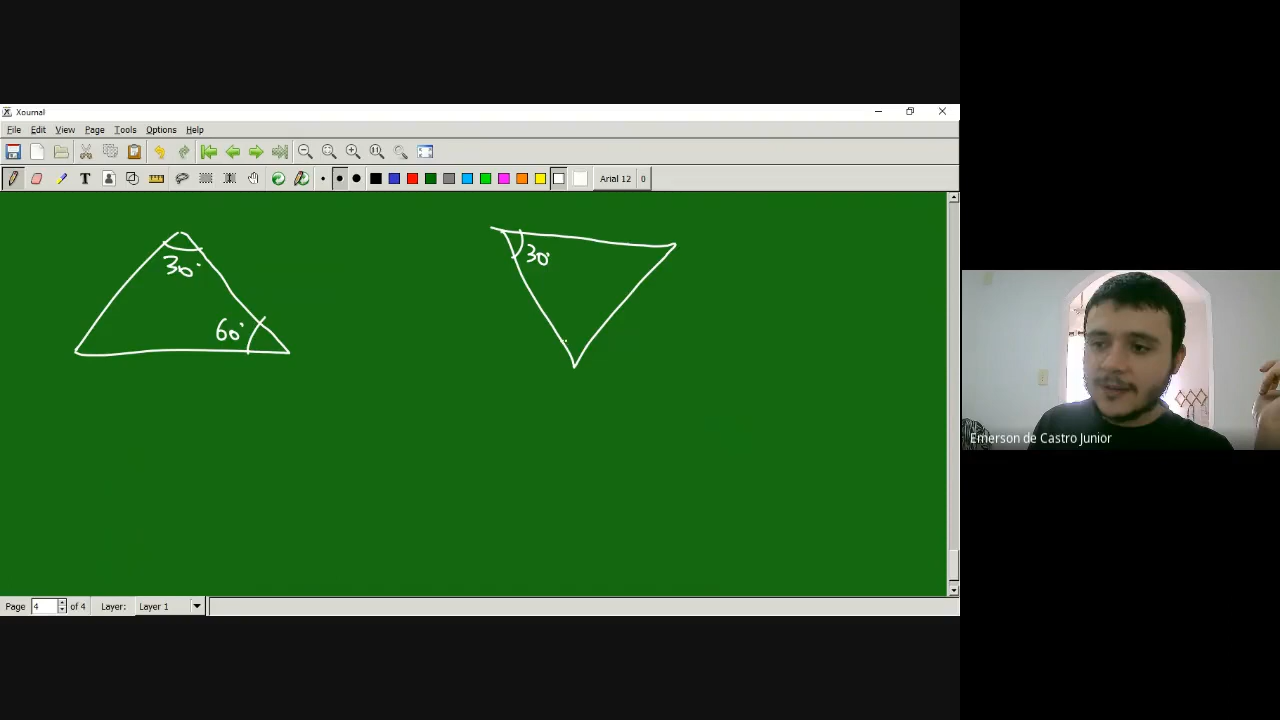 Xournal
File Edit View Page Tools Options Help
T Arial 12 0
30°
60°
30°
Emerson de Castro Junior
Page 4 of 4 Layer: Layer 1